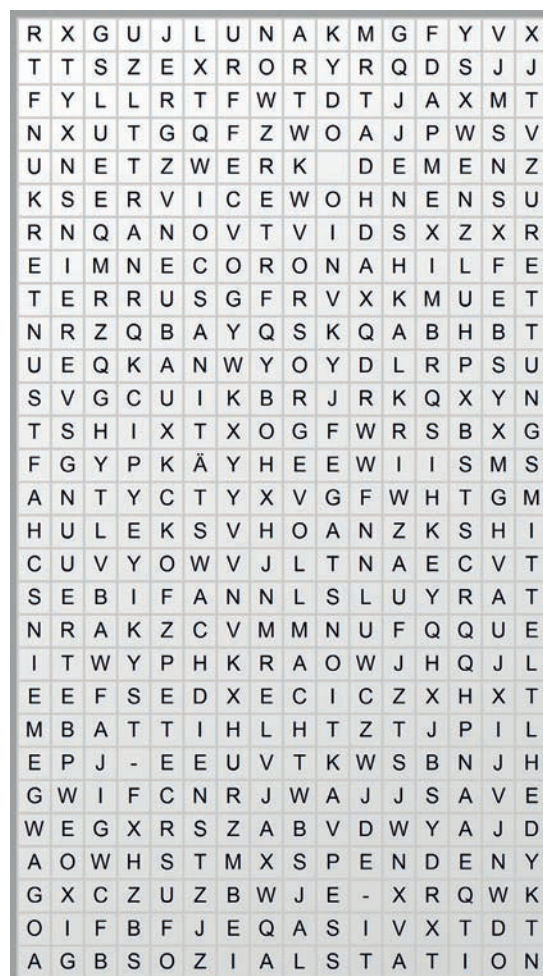 R X G U J L U N A K M G F Y V X
T T S Z E X R O R Y R Q D S J J
F Y L L R T F W T D T J A X M T
N X U T G Q F Z W O A J P W S V
U N E T Z W E R K D E M E N Z
K S E R V I C E W O H N E N S U
R N Q A N O V T V I D S X Z X R
E I M N E C O R O N A H I L F E
T E R R U S G F R V X K M U E T
N R Z Q B A Y Q S K Q A B H B T
U E Q K A N W Y O Y D L R P S U
S V G C U I K B R J R K Q X Y N
T S H I X T X O G F W R S B X G
F G Y P K Ä Y H E E W I I S M S
A N T Y C T Y X V G F W H T G M
H U L E K S V H O A N Z K S H I
C U V Y O W V J L T N A E C V T
S E B I F A N N L S L U Y R A T
N R A K Z C V M M N U F Q Q U E
I T W Y P H K R A O W J H Q J L
E E F S E D X E C I C Z X H X T
M B A T T I H L H T Z T J P I L
E P J - E E U V T K W S B N J H
G W I F C N R J W A J J S A V E
W E G X R S Z A B V D W Y A J D
A O W H S T M X S P E N D E N Y
G X C Z U Z B W J E - X R Q W K
O I F B F J E Q A S I V X T D T
A G B S O Z I A L S T A T I O N